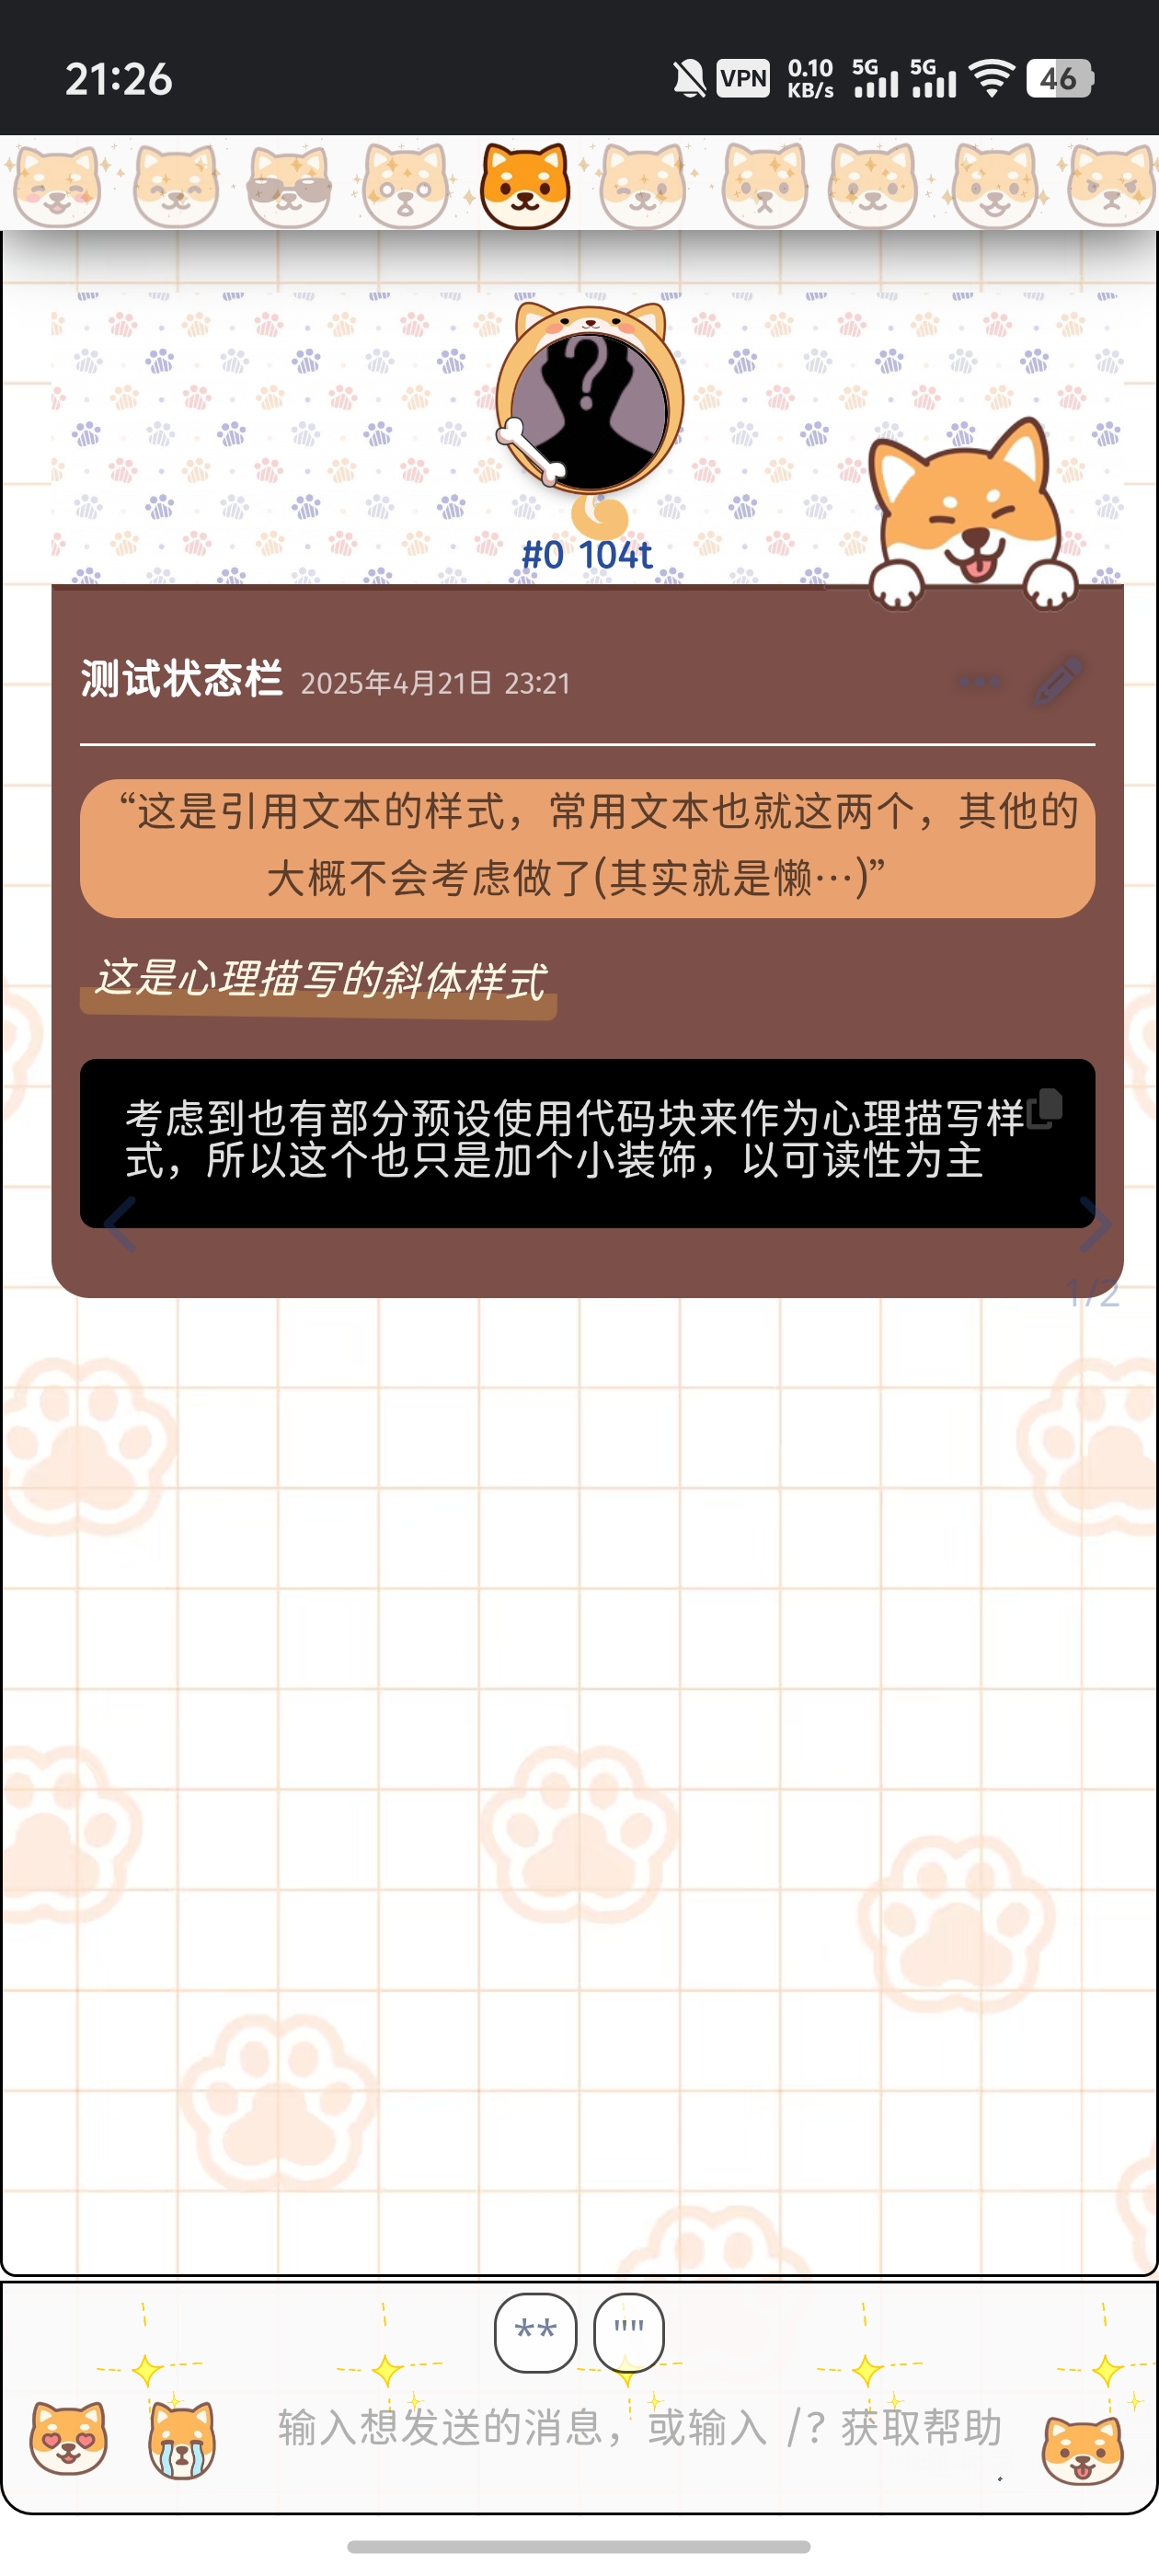 21:26
VPN
0.10
KB/s
5G
5G
46
?
#0 104t
测试状态栏 2025年4月21日 23:21
“这是引用文本的样式，常用文本也就这两个，其他的
大概不会考虑做了(其实就是懒…)”
这是心理描写的斜体样式
考虑到也有部分预设使用代码块来作为心理描写样
式，所以这个也只是加个小装饰，以可读性为主
1/2
** ""
输入想发送的消息，或输入 /? 获取帮助